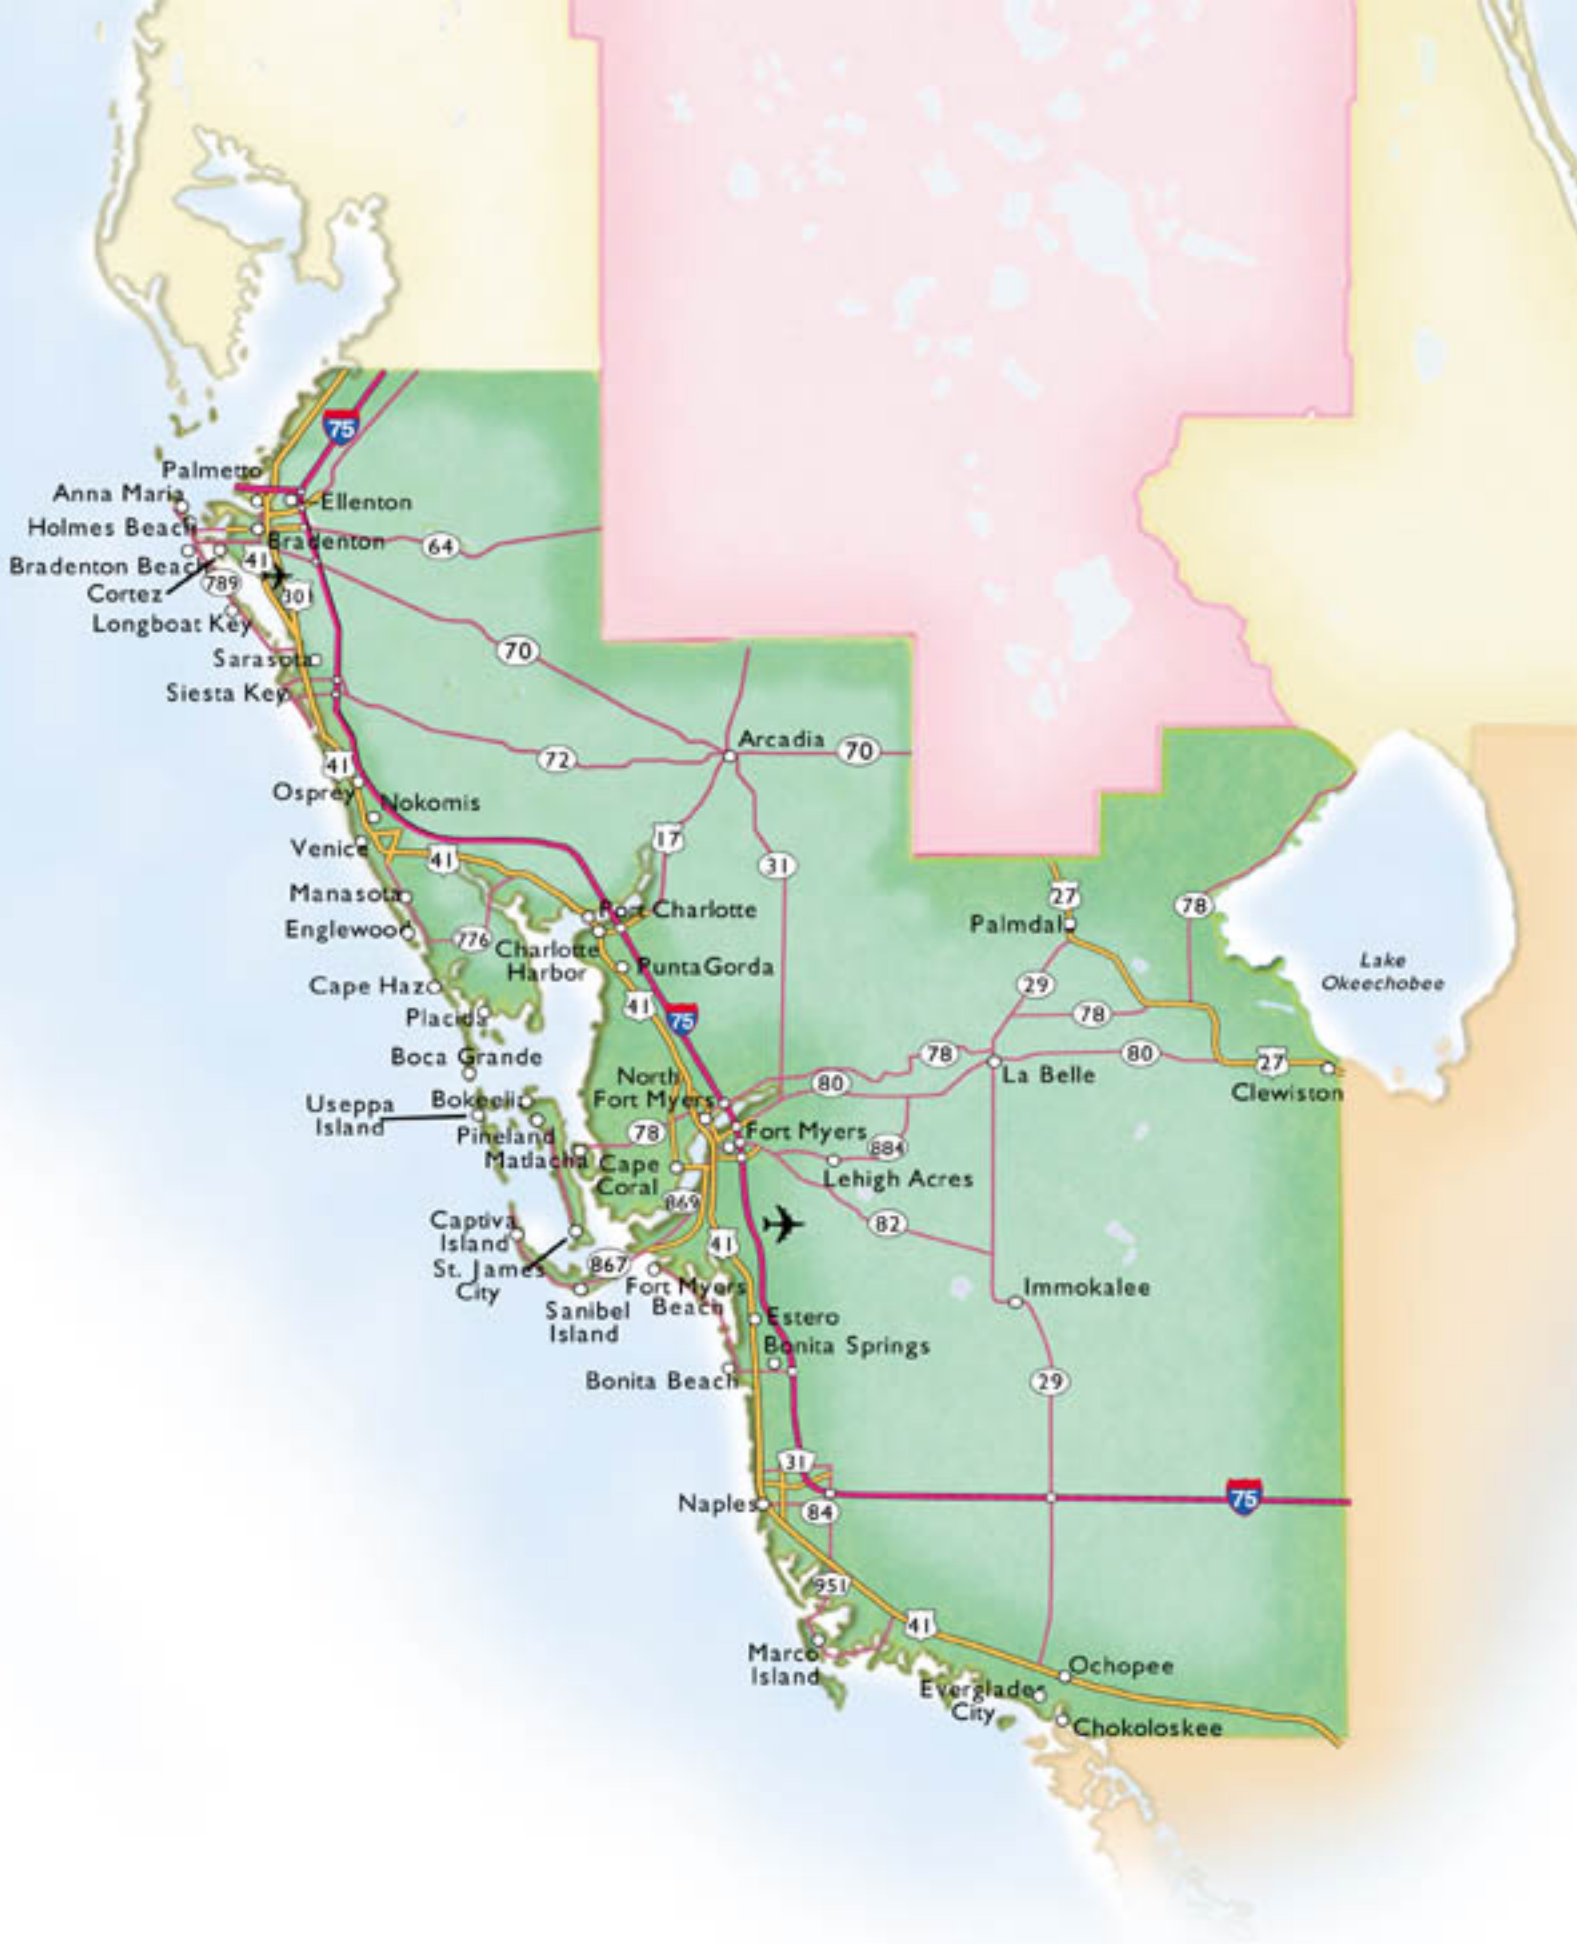 75
Palmetto
Anna Maria
Ellenton
Holmes Beach
Bradenton
64
41
Bradenton Beach
789
Cortez
301
Longboat Key
70
Sarasota
Siesta Key
Arcadia
70
72
41
Osprey
Nokomis
17
Venice
41
31
Manasota
27
78
Port Charlotte
Palmdal
Englewood
776
Charlotte
Harbor
Lake
Okeechobee
PuntaGorda
Cape Haz
29
41
75
78
Placida
Boca Grande
78
80
27
North
Fort Myers
80
La Belle
Clewiston
Useppa
Island
Bokeelia
Pineland
78
Fort Myers
884
Matlacha
Cape
Coral
Lehigh Acres
869
Captiva
Island
82
41
St. James
City
867
Fort Myers
Beach
Immokalee
Sanibel
Island
Estero
Bonita Springs
Bonita Beach
29
31
Naples
84
75
951
41
Marco
Island
Ochopee
Everglades
City
Chokoloskee